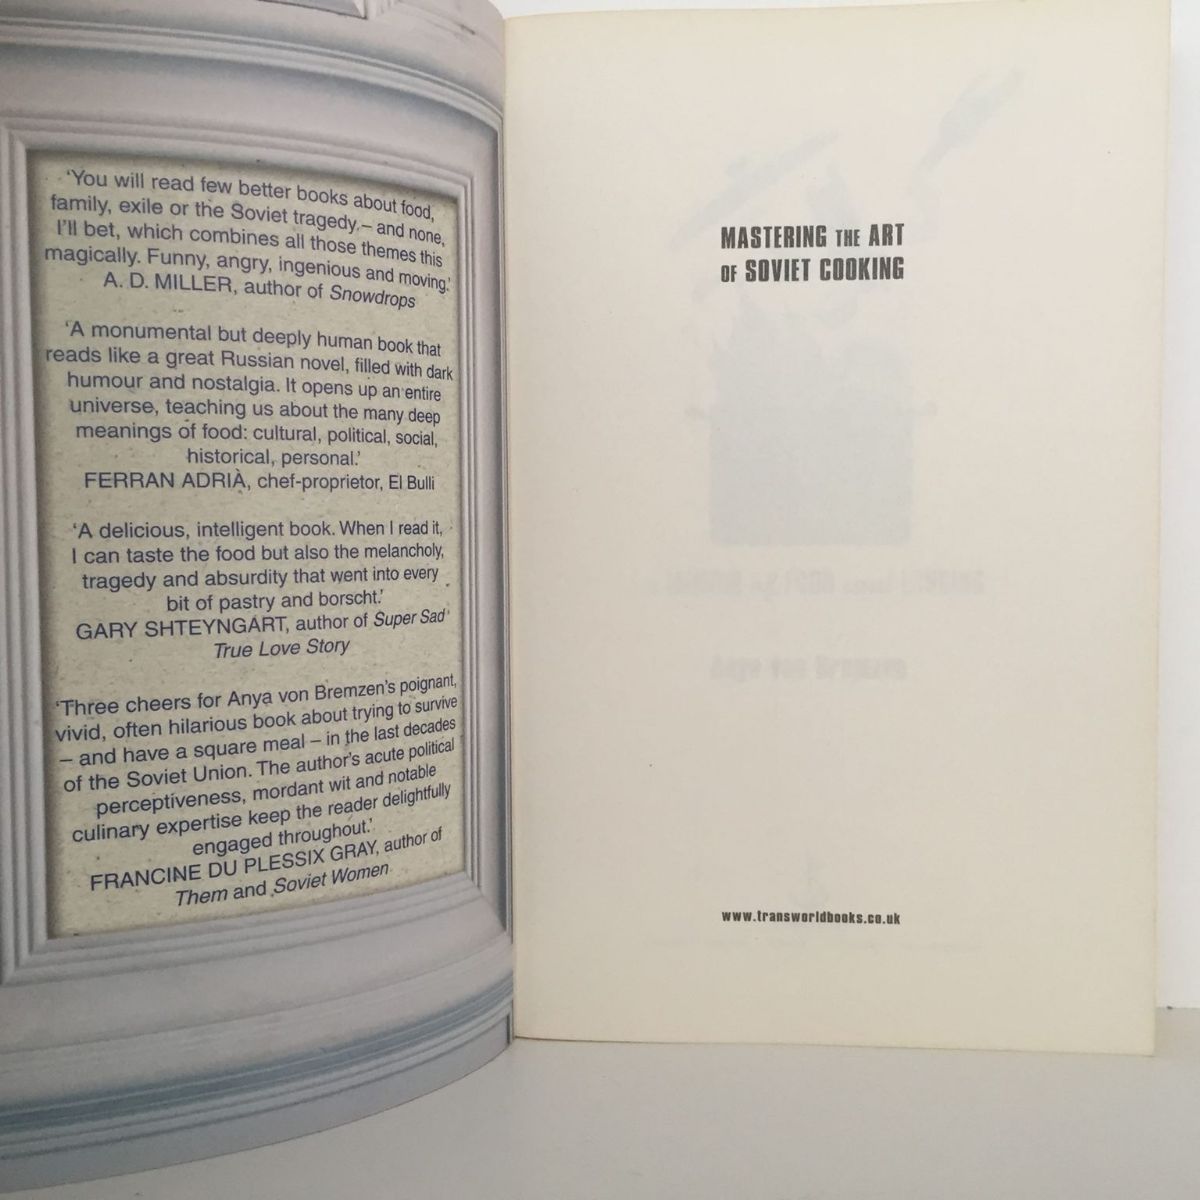 ‘You will read few better books about food,
family, exile or the Soviet tragedy – and none,
I’ll bet, which combines all those themes this
magically. Funny, angry, ingenious and moving.’
A. D. MILLER, author of Snowdrops
‘A monumental but deeply human book that
reads like a great Russian novel, filled with dark
humour and nostalgia. It opens up an entire
universe, teaching us about the many deep
meanings of food: cultural, political, social,
historical, personal.’
FERRAN ADRIÀ, chef-proprietor, El Bulli
‘A delicious, intelligent book. When I read it,
I can taste the food but also the melancholy,
tragedy and absurdity that went into every
bit of pastry and borscht.’
GARY SHTEYNGART, author of Super Sad
True Love Story
‘Three cheers for Anya von Bremzen’s poignant,
vivid, often hilarious book about trying to survive
– and have a square meal – in the last decades
of the Soviet Union. The author’s acute political
perceptiveness, mordant wit and notable
culinary expertise keep the reader delightfully
engaged throughout.’
FRANCINE DU PLESSIX GRAY, author of
Them and Soviet Women
MASTERING THE ART
OF SOVIET COOKING
www.transworldbooks.co.uk